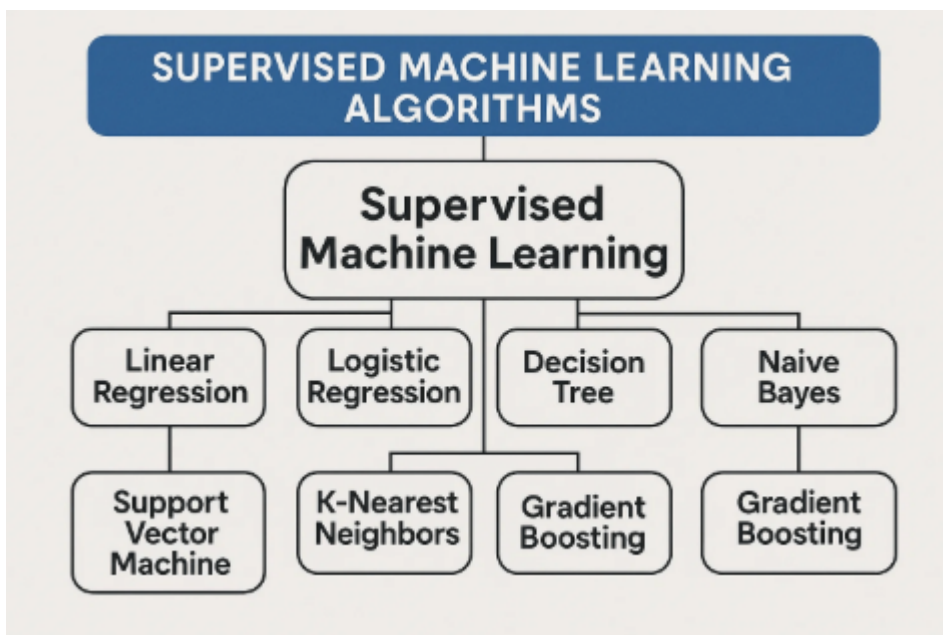 SUPERVISED MACHINE LEARNING
ALGORITHMS
Supervised
Machine Learning
Linear
Regression
Logistic
Regression
Decision
Tree
Naive
Bayes
Support
Vector
Machine
K-Nearest
Neighbors
Gradient
Boosting
Gradient
Boosting